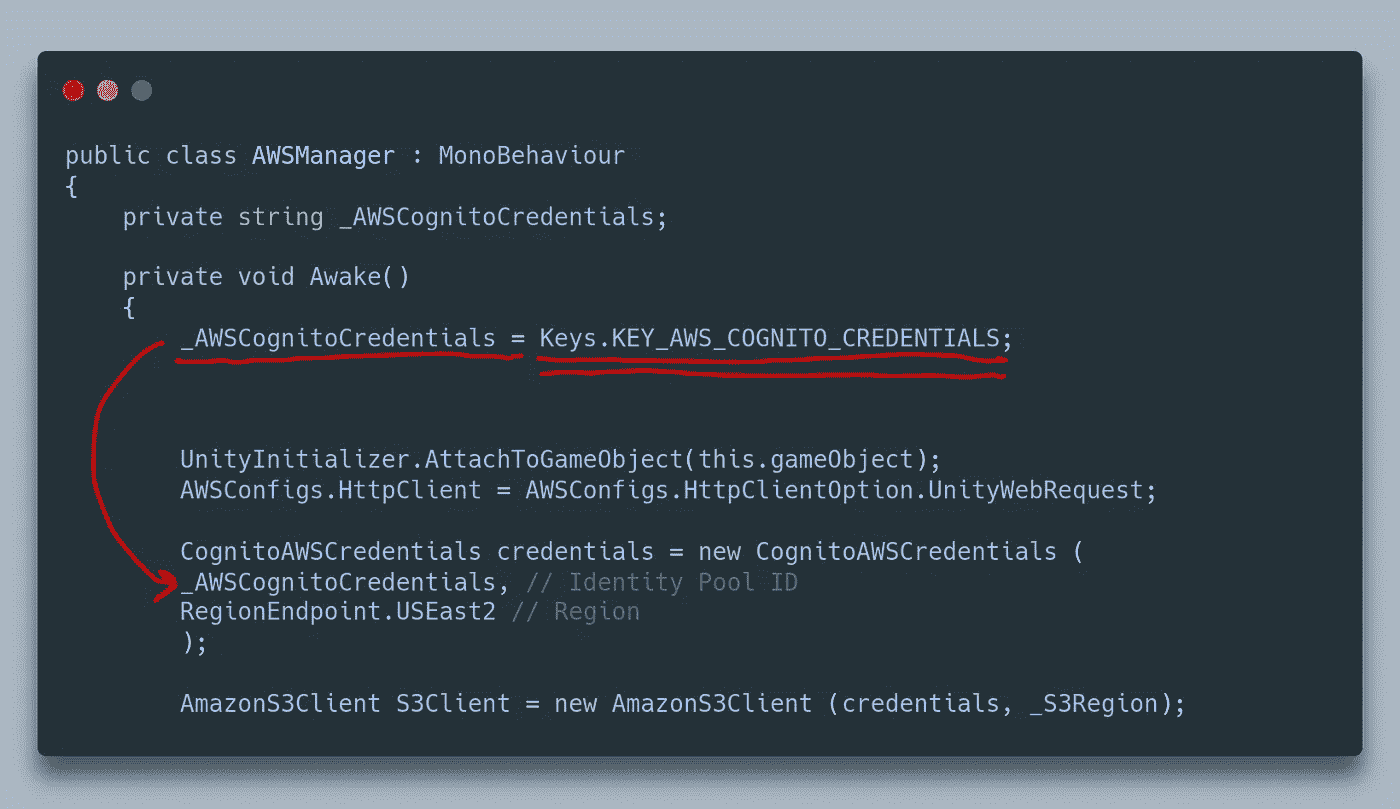 public class AWSManager : MonoBehaviour
{
    private string _AWSCognitoCredentials;

    private void Awake()
    {
        _AWSCognitoCredentials = Keys.KEY_AWS_COGNITO_CREDENTIALS;

        UnityInitializer.AttachToGameObject(this.gameObject);
        AWSConfigs.HttpClient = AWSConfigs.HttpClientOption.UnityWebRequest;

        CognitoAWSCredentials credentials = new CognitoAWSCredentials (
        _AWSCognitoCredentials, // Identity Pool ID
        RegionEndpoint.USEast2 // Region
        );

        AmazonS3Client S3Client = new AmazonS3Client (credentials, _S3Region);